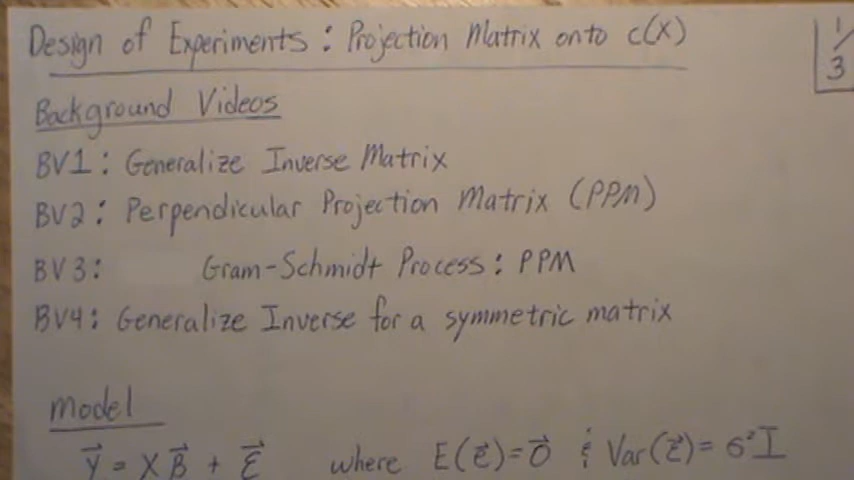 Design of Experiments : Projection Matrix onto c(X)
1/3
Background Videos
BV1: Generalize Inverse Matrix
BV2: Perpendicular Projection Matrix (PPM)
BV3: Gram-Schmidt Process: PPM
BV4: Generalize Inverse for a symmetric matrix
Model
Y⃗ = X B⃗ + ε⃗ where E(ε⃗)=0⃗ & Var(ε⃗)= σ²I